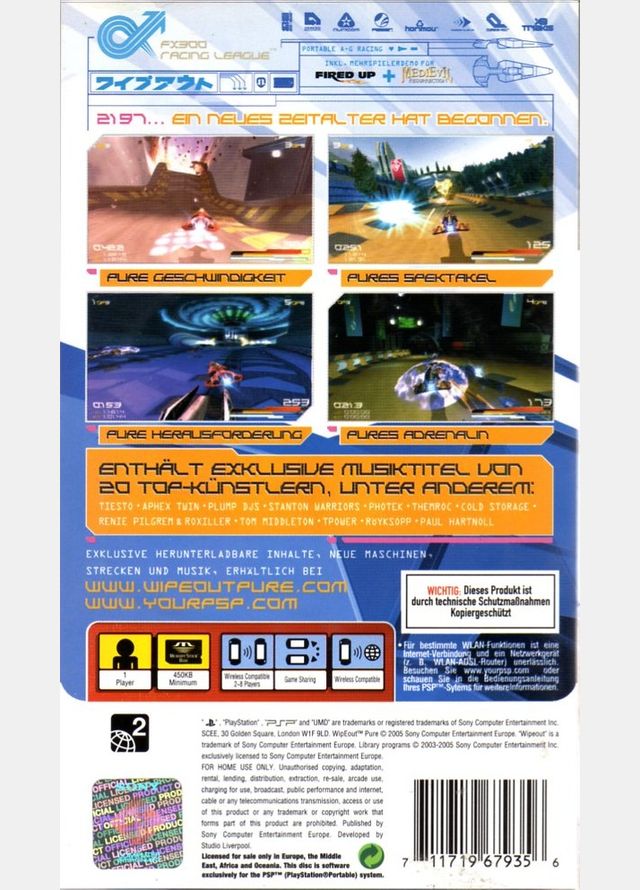 FX300
RACING LEAGUE
PORTABLE A-G RACING
INKL. MEHRSPIELERDEMO FÜR
ワイプアウト
FIRED UP + MEDIEVIL
RESURRECTION
2197... EIN NEUES ZEITALTER HAT BEGONNEN.
125
PURE GESCHWINDIGKEIT
PURES SPEKTAKEL
253
173
PURE HERAUSFORDERUNG
PURES ADRENALIN
ENTHÄLT EXKLUSIVE MUSIKTITEL VON
20 TOP-KÜNSTLERN, UNTER ANDEREM:
TIESTO · APHEX TWIN · PLUMP DJS · STANTON WARRIORS · PHOTEK · THEMROC · COLD STORAGE ·
RENIE PILGREM & ROXILLER · TOM MIDDLETON · TPOWER · RÖYKSOPP · PAUL HARTNOLL
EXKLUSIVE HERUNTERLADBARE INHALTE, NEUE MASCHINEN,
STRECKEN UND MUSIK, ERHÄLTLICH BEI
WWW.WIPEOUTPURE.COM
WWW.YOURPSP.COM
WICHTIG: Dieses Produkt ist
durch technische Schutzmaßnahmen
Kopiergeschützt
1
Player
450KB
Minimum
Wireless Compatible
2-8 Players
Game Sharing
Wireless Compatible
• Für bestimmte WLAN-Funktionen ist eine
Internet-Verbindung und ein Netzwerkgerät
(z. B. WLAN-ADSL-Router) unerlässlich.
Besuchen Sie www.yourpsp.com oder
schauen Sie in die Bedienungsanleitung
Ihres PSP™-Sytems für weitere Informationen.
2
"PlayStation", "PSP" and "UMD" are trademarks or registered trademarks of Sony Computer Entertainment Inc.
SCEE, 30 Golden Square, London W1F 9LD. WipEout™ Pure © 2005 Sony Computer Entertainment Europe. "Wipeout" is a
trademark of Sony Computer Entertainment Europe. Library programs © 2003-2005 Sony Computer Entertainment Inc.
exclusively licensed to Sony Computer Entertainment Europe.
FOR HOME USE ONLY. Unauthorised copying, adaptation,
rental, lending, distribution, extraction, re-sale, arcade use,
charging for use, broadcast, public performance and internet,
cable or any telecommunications transmission, access or use
of this product or any trademark or copyright work that
forms part of this product are prohibited. Published by
Sony Computer Entertainment Europe. Developed by
Studio Liverpool.
Licensed for sale only in Europe, the Middle
East, Africa and Oceania. This disc is software
exclusively for the PSP™ (PlayStation®Portable) system.
OFFICIAL LICENSED PRODUCT
SONY
7 11719 67935 6